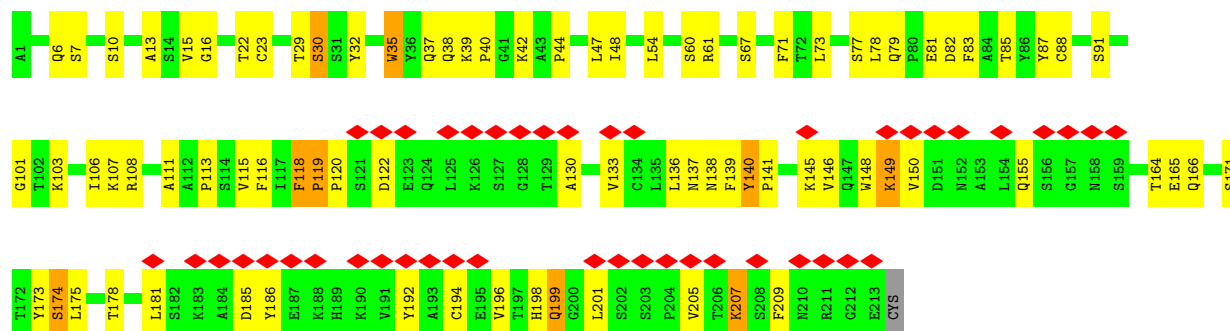 A1 Q6 S7 S10 A13 S14 V15 G16 T22 C23 T29 S30 S31 Y32 W35 Y36 Q37 Q38 K39 P40 G41 K42 A43 P44 L47 I48 L54 S60 R61 S67 F71 T72 L73 S77 L78 Q79 P80 E81 D82 F83 A84 T85 Y86 Y87 C88 S91
G101 T102 K103 I106 K107 R108 A111 A112 P113 S114 V115 F116 I117 F118 P119 P120 S121 D122 E123 Q124 L125 K126 S127 G128 T129 A130 V133 C134 L135 L136 N137 N138 F139 Y140 P141 K145 V146 Q147 W148 K149 V150 D151 N152 A153 L154 Q155 S156 G157 N158 S159 T164 E165 Q166 S171
T172 Y173 S174 L175 T178 L181 S182 K183 A184 D185 Y186 E187 K188 H189 K190 V191 Y192 A193 C194 E195 V196 T197 H198 Q199 G200 L201 S202 S203 P204 V205 T206 K207 S208 F209 N210 R211 G212 E213 CYS